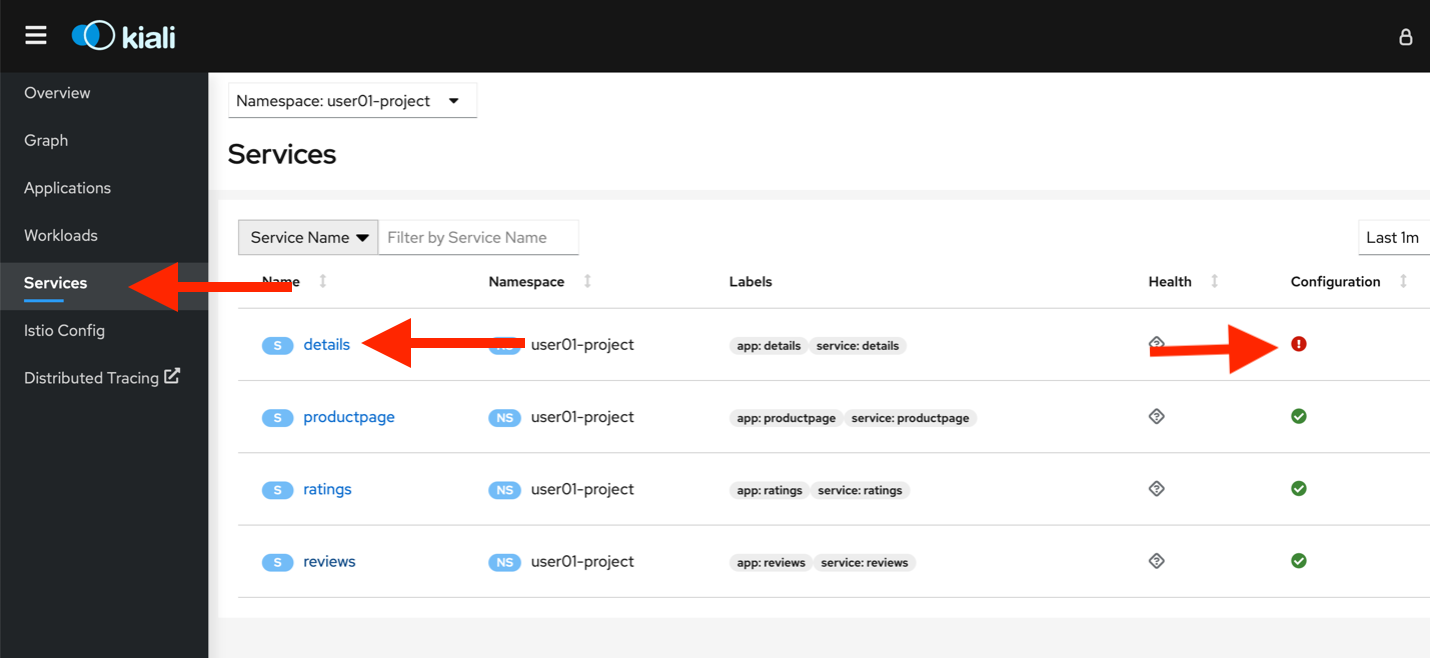 kiali
Overview
Graph
Applications
Workloads
Services
Istio Config
Distributed Tracing
Namespace: user01-project
Services
Service Name Filter by Service Name Last 1m
Name Namespace Labels Health Configuration
S details user01-project app: details service: details
S productpage NS user01-project app: productpage service: productpage
S ratings NS user01-project app: ratings service: ratings
S reviews NS user01-project app: reviews service: reviews